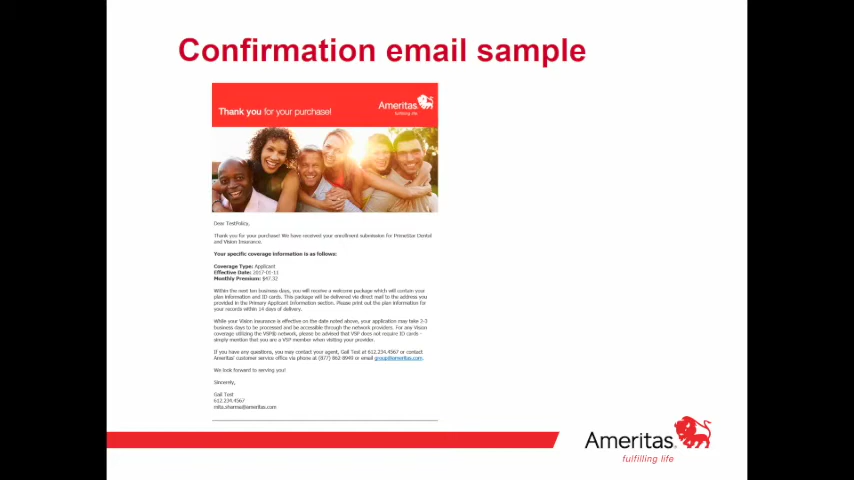 Confirmation email sample
Thank you for your purchase!
Ameritas
fulfilling life
Dear TestPolicy,
Thank you for your purchase! We have received your enrollment submission for PrimeStar Dental
and Vision Insurance.
Your specific coverage information is as follows:
Coverage Type: Applicant
Effective Date: 2017-01-11
Monthly Premium: $47.32
Within the next ten business days, you will receive a welcome package which will contain your
plan information and ID cards. This package will be delivered via direct mail to the address you
provided in the Primary Applicant Information section. Please print out the plan information for
your records within 14 days of delivery.
While your Vision insurance is effective on the date noted above, your application may take 2-3
business days to be processed and be accessible through the network providers. For any Vision
coverage utilizing the VSP® network, please be advised that VSP does not require ID cards -
simply mention that you are a VSP member when visiting your provider.
If you have any questions, you may contact your agent, Gail Test at 612.234.4567 or contact
Ameritas' customer service office via phone at (877) 862 8943 or email group@ameritas.com.
We look forward to serving you!
Sincerely,
Gail Test
612.234.4567
@ameritas.com
Ameritas
fulfilling life